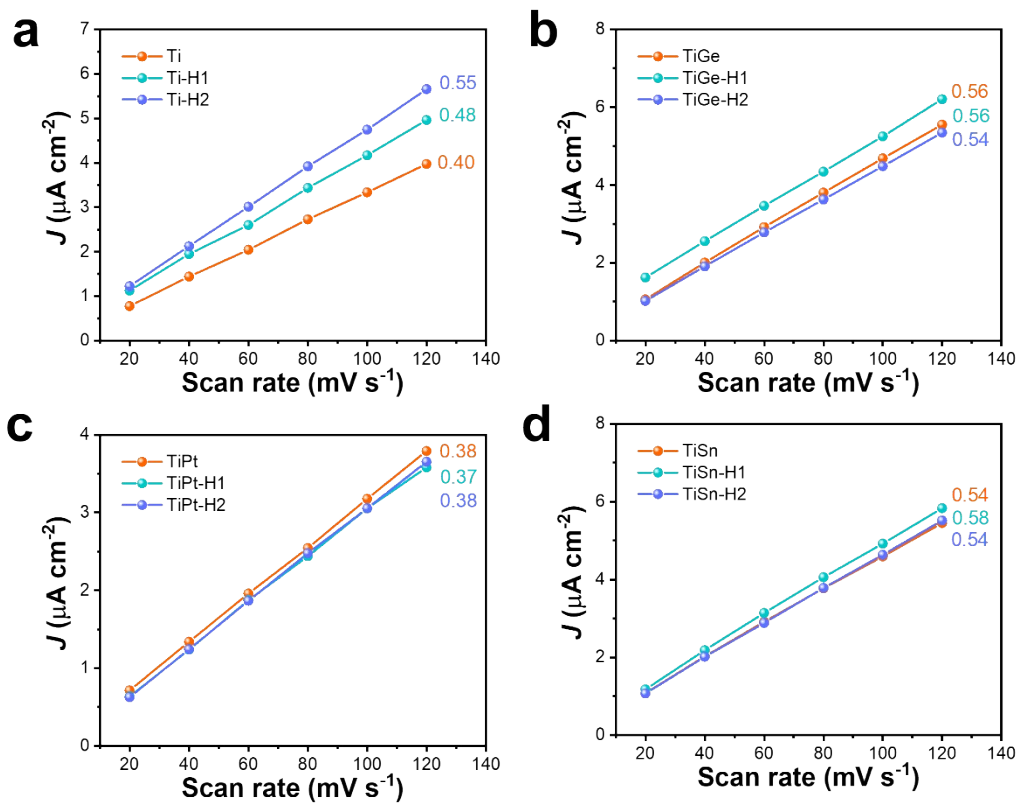 a
7
6
5
4
3
2
1
0
J (μA cm-2)
Ti
Ti-H1
Ti-H2
0.55
0.48
0.40
20 40 60 80 100 120 140
Scan rate (mV s-1)
b
8
6
4
2
0
J (μA cm-2)
TiGe
TiGe-H1
TiGe-H2
0.56
0.56
0.54
20 40 60 80 100 120 140
Scan rate (mV s-1)
c
4
3
2
1
0
J (μA cm-2)
TiPt
TiPt-H1
TiPt-H2
0.38
0.37
0.38
20 40 60 80 100 120 140
Scan rate (mV s-1)
d
8
6
4
2
0
J (μA cm-2)
TiSn
TiSn-H1
TiSn-H2
0.54
0.58
0.54
20 40 60 80 100 120 140
Scan rate (mV s-1)